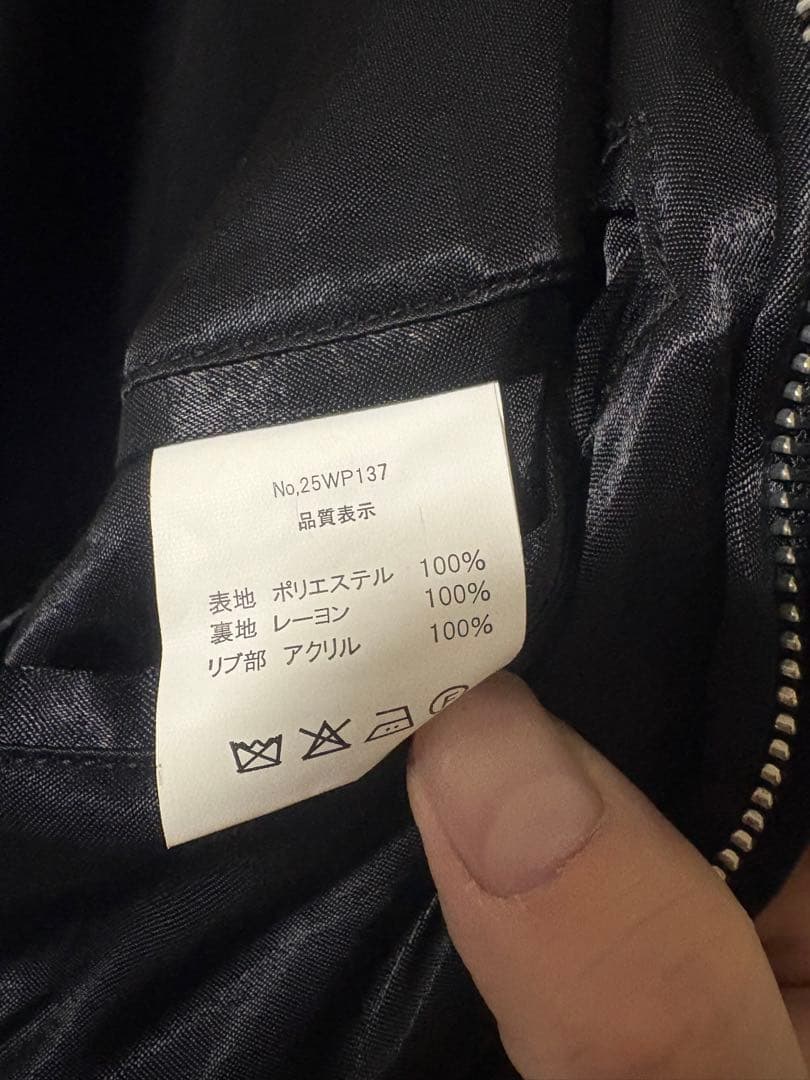 No,25WP137
品質表示
表地 ポリエステル 100%
裏地 レーヨン 100%
リブ部 アクリル 100%
F